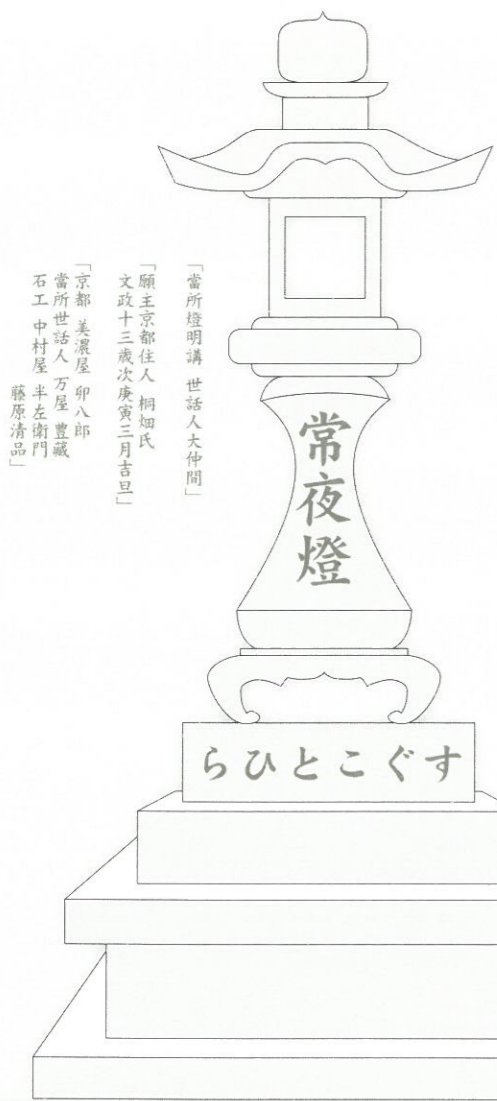 常夜燈
らひとこぐす
「當所燈明講 世話人大仲間」
「願主京都住人 桐畑氏
文政十三歳次庚寅三月吉旦」
「京都 美濃屋 卯八郎
當所世話人 万屋 豊藏
石工 中村屋 半左衛門
藤原清品」